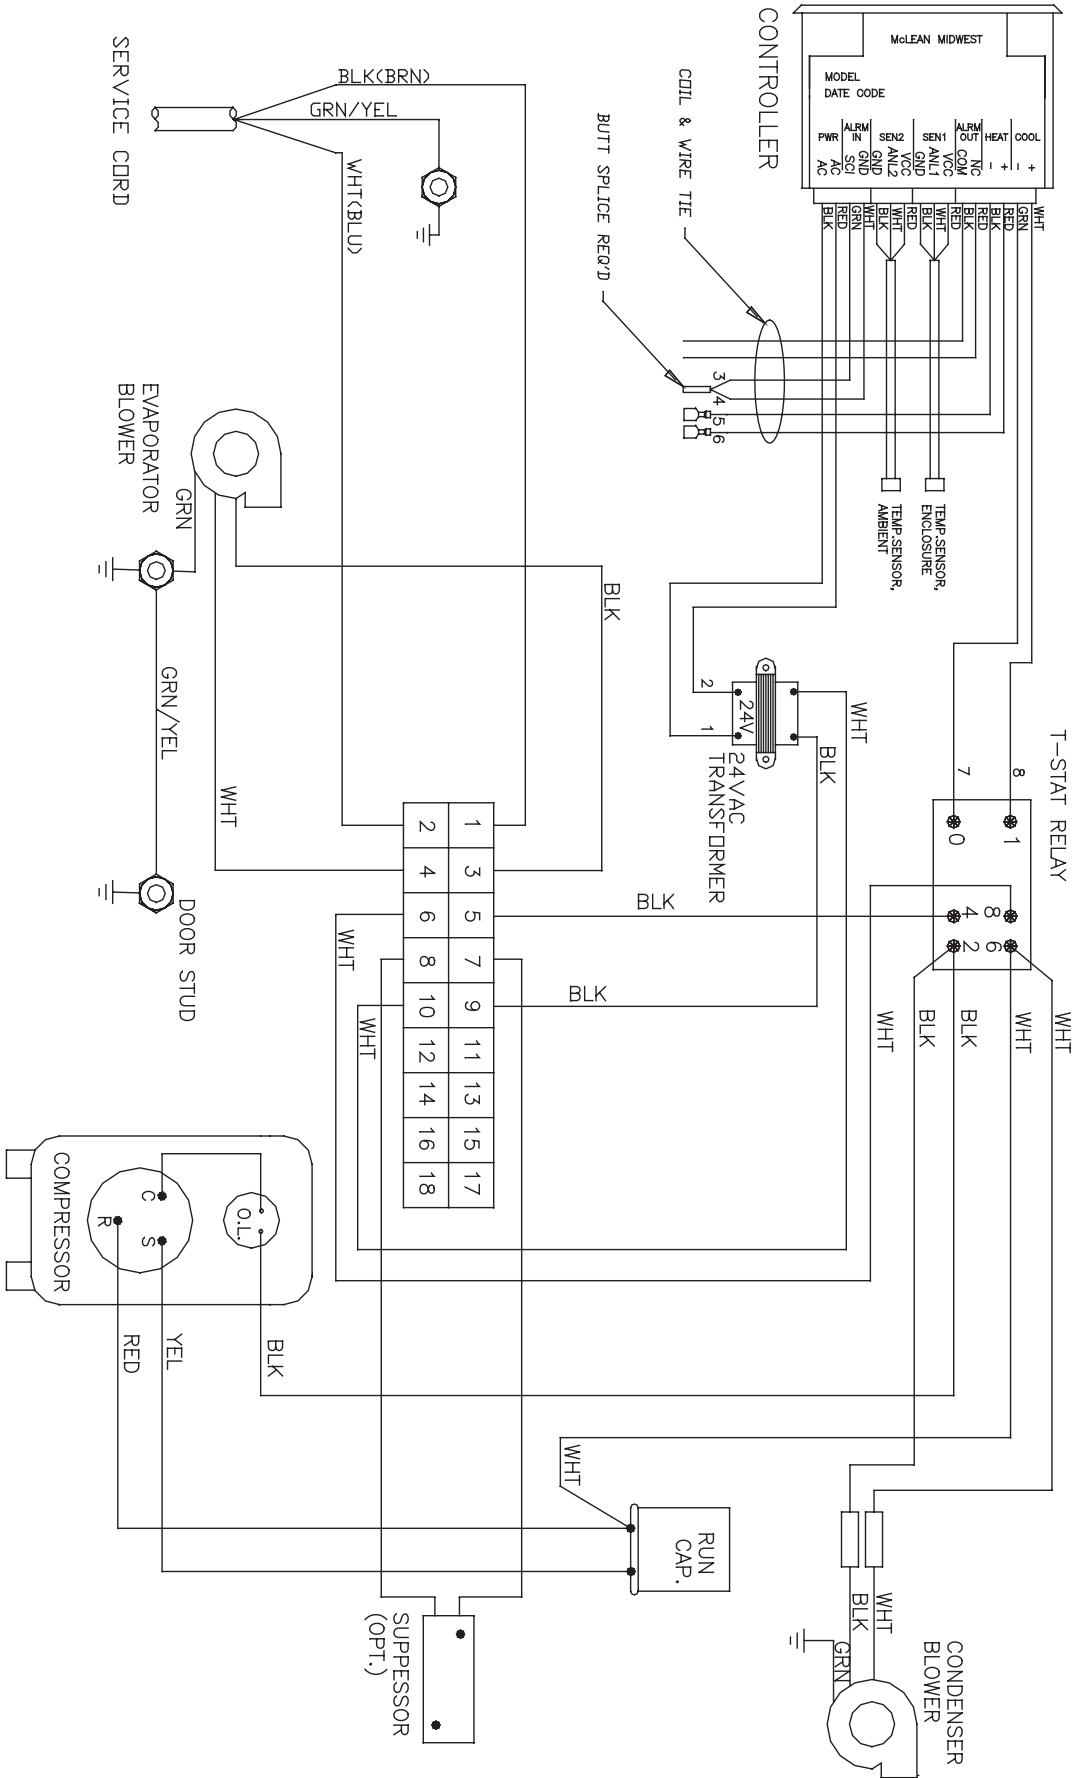 CONTROLLER
McLEAN MIDWEST
MODEL
DATE CODE
PWR
ALRM
IN
SEN2
SEN1
ALRM
OUT
HEAT
COOL
AC
AC
SCI
GND
GND
ANL2
VCC
GND
ANL1
VCC
COM
NC
-
+
-
+
BLK
RED
GRN
WHT
BLK
WHT
RED
BLK
WHT
RED
BLK
RED
BLK
RED
GRN
WHT
COIL & WIRE TIE
BUTT SPLICE REQ'D
3
4
5
6
TEMP.SENSOR,
ENCLOSURE
TEMP.SENSOR,
AMBIENT
SERVICE CORD
BLK(BRN)
GRN/YEL
WHT(BLU)
EVAPORATOR
BLOWER
GRN
BLK
GRN/YEL
WHT
DOOR STUD
2
1
24V
24VAC
TRANSFORMER
WHT
BLK
T-STAT RELAY
7
8
0
1
4
8
2
6
BLK
BLK
WHT
WHT
WHT
BLK
BLK
WHT
WHT
1
2
3
4
5
6
7
8
9
10
11
12
13
14
15
16
17
18
COMPRESSOR
C
R
S
O.L.
RED
YEL
BLK
WHT
RUN
CAP.
SUPPESSOR
(OPT.)
WHT
BLK
GRN
CONDENSER
BLOWER